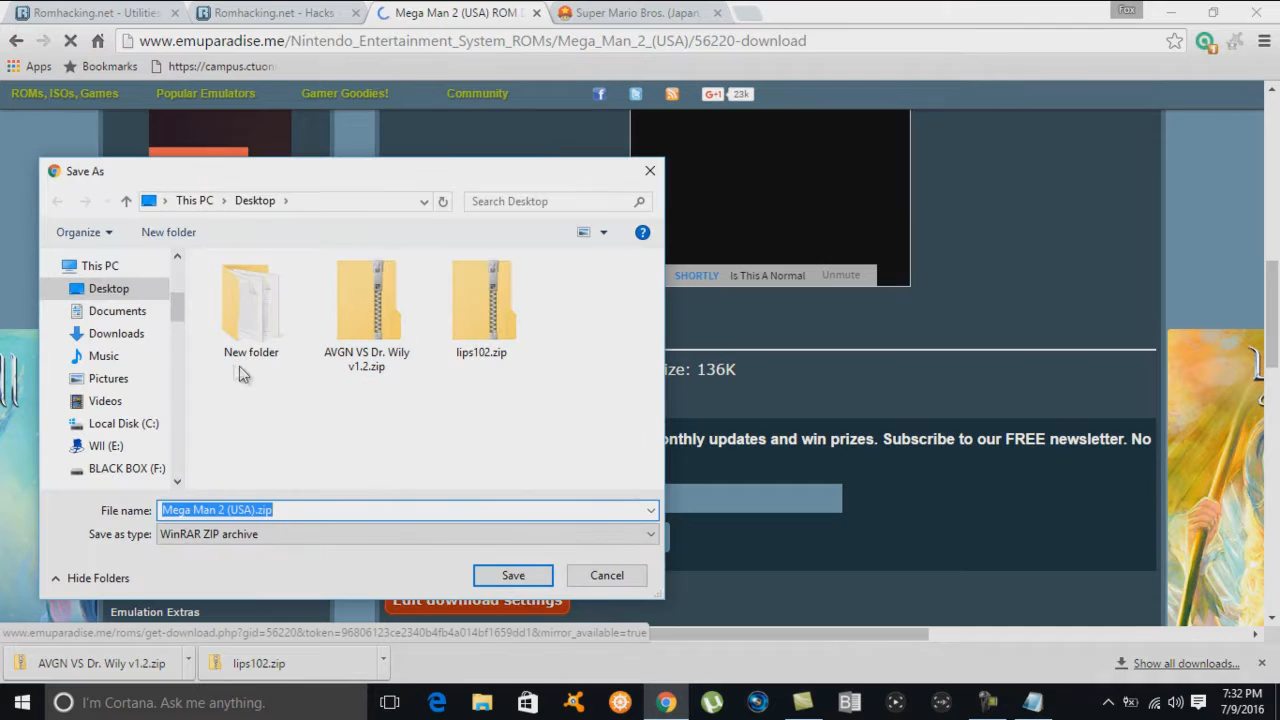 Romhacking.net - Utilities
Romhacking.net - Hacks
Mega Man 2 (USA) ROM D
Super Mario Bros. (Japan,
Fox
www.emuparadise.me/Nintendo_Entertainment_System_ROMs/Mega_Man_2_(USA)/56220-download
Apps
Bookmarks
https://campus.ctuon
ROMs, ISOs, Games
Popular Emulators
Gamer Goodies!
Community
G+1
23k
Save As
This PC > Desktop >
Search Desktop
Organize
New folder
This PC
Desktop
Documents
Downloads
Music
Pictures
Videos
Local Disk (C:)
WII (E:)
BLACK BOX (F:)
New folder
AVGN VS Dr. Wily
v1.2.zip
lips102.zip
SHORTLY Is This A Normal Unmute
ize: 136K
onthly updates and win prizes. Subscribe to our FREE newsletter. No
File name: Mega Man 2 (USA).zip
Save as type: WinRAR ZIP archive
Hide Folders
Save
Cancel
Edit download settings
Emulation Extras
www.emuparadise.me/roms/get-download.php?gid=56220&token=96806123ce2340b4fb4a014bf1659dd1&mirror_available=true
AVGN VS Dr. Wily v1.2.zip
lips102.zip
Show all downloads...
I'm Cortana. Ask me anything.
7:32 PM
7/9/2016